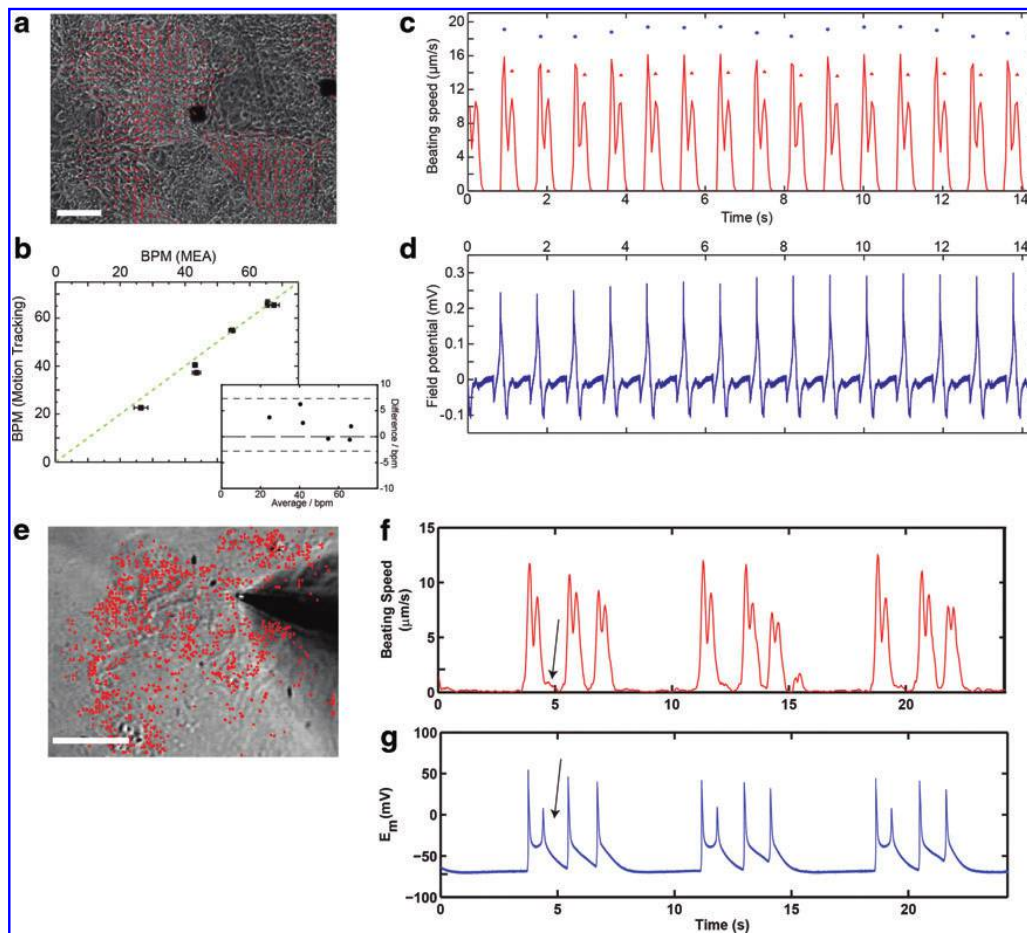 a
b
BPM (MEA)
0 20 40 60
BPM (Motion Tracking)
60
40
20
0
10
5
0
-5
-10
Difference / bpm
0 20 40 60
Average / bpm
c
Beating speed (μm/s)
20
16
12
8
4
0
0 2 4 6 8 10 12 14
Time (s)
d
0 2 4 6 8 10 12 14
Field potential (mV)
0.3
0.2
0.1
0
-0.1
e
f
Beating Speed
(μm/s)
15
10
5
0
0 5 10 15 20
g
Em(mV)
100
50
0
−50
−100
0 5 10 15 20
Time (s)